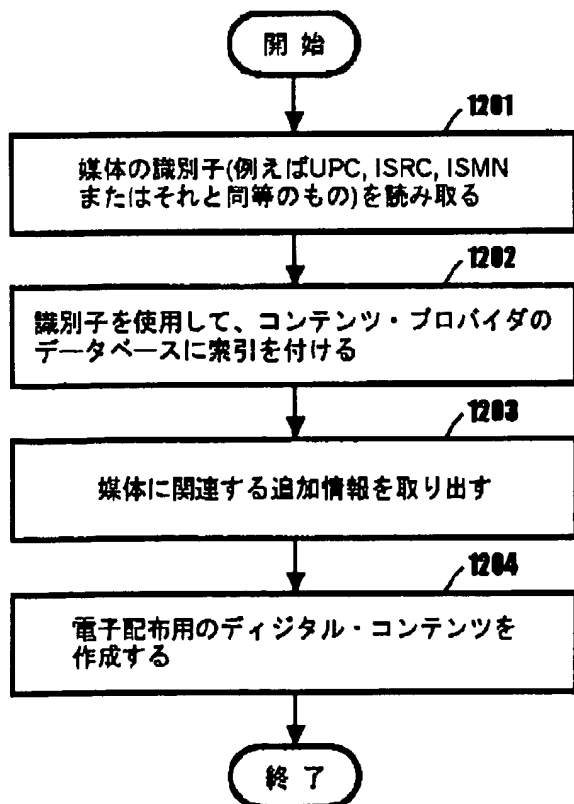 開始
1201
媒体の識別子(例えばUPC, ISRC, ISMN
またはそれと同等のもの)を読み取る
1202
識別子を使用して、コンテンツ・プロバイダの
データベースに索引を付ける
1203
媒体に関連する追加情報を取り出す
1204
電子配布用のディジタル・コンテンツを
作成する
終了